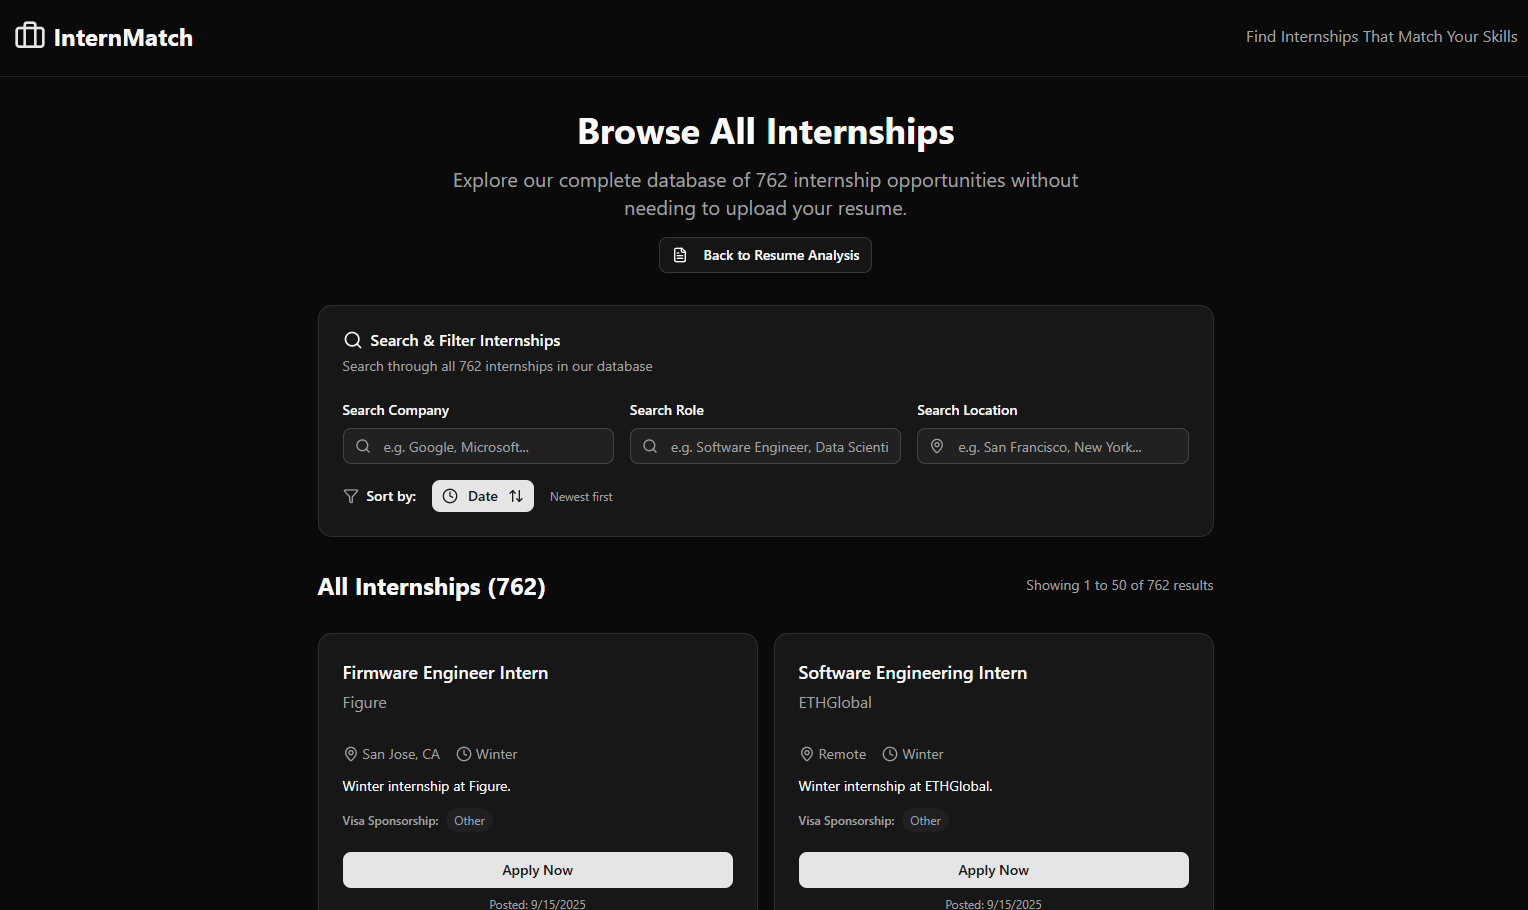 InternMatch
Find Internships That Match Your Skills
Browse All Internships
Explore our complete database of 762 internship opportunities without
needing to upload your resume.
Back to Resume Analysis
Search & Filter Internships
Search through all 762 internships in our database
Search Company
Search Role
Search Location
e.g. Google, Microsoft...
e.g. Software Engineer, Data Scienti
e.g. San Francisco, New York...
Sort by:
Date
Newest first
All Internships (762)
Showing 1 to 50 of 762 results
Firmware Engineer Intern
Figure
San Jose, CA
Winter
Winter internship at Figure.
Visa Sponsorship:
Other
Apply Now
Posted: 9/15/2025
Software Engineering Intern
ETHGlobal
Remote
Winter
Winter internship at ETHGlobal.
Visa Sponsorship:
Other
Apply Now
Posted: 9/15/2025